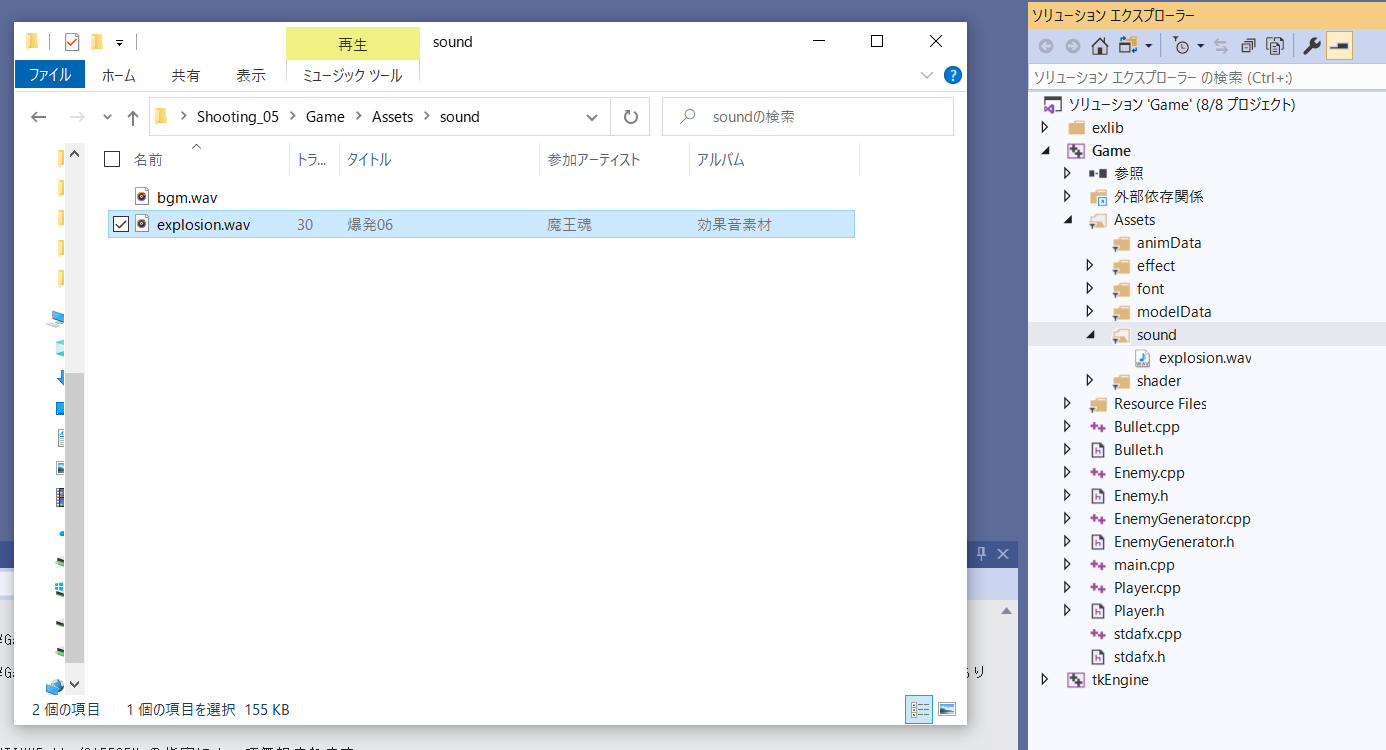 再生
sound
ファイル
ホーム
共有
表示
ミュージック ツール
Shooting_05
Game
Assets
sound
soundの検索
名前
トラ...
タイトル
参加アーティスト
アルバム
bgm.wav
explosion.wav
30
爆発06
魔王魂
効果音素材
2 個の項目
1 個の項目を選択 155 KB
ソリューション エクスプローラー
ソリューション エクスプローラー の検索 (Ctrl+:)
ソリューション 'Game' (8/8 プロジェクト)
exlib
Game
参照
外部依存関係
Assets
animData
effect
font
modelData
sound
explosion.wav
shader
Resource Files
Bullet.cpp
Bullet.h
Enemy.cpp
Enemy.h
EnemyGenerator.cpp
EnemyGenerator.h
main.cpp
Player.cpp
Player.h
stdafx.cpp
stdafx.h
tkEngine